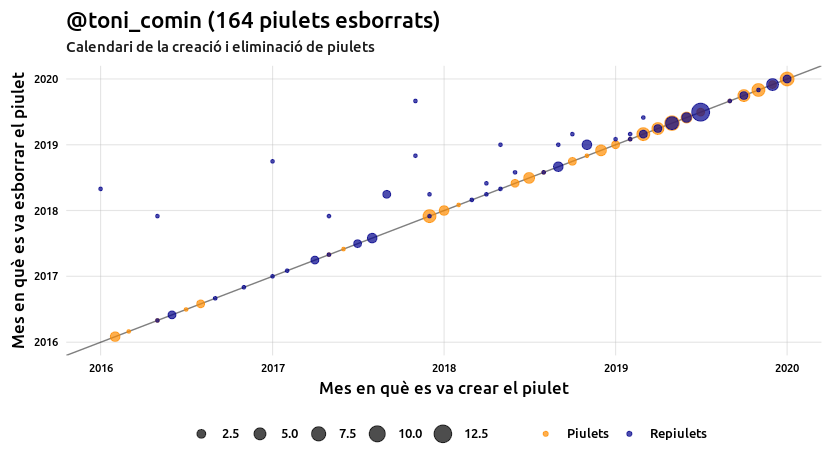 @toni_comin (164 piulets esborrats)
Calendari de la creació i eliminació de piulets
Mes en què es va esborrar el piulet
2020
2019
2018
2017
2016
2016 2017 2018 2019 2020
Mes en què es va crear el piulet
2.5 5.0 7.5 10.0 12.5 Piulets Repiulets